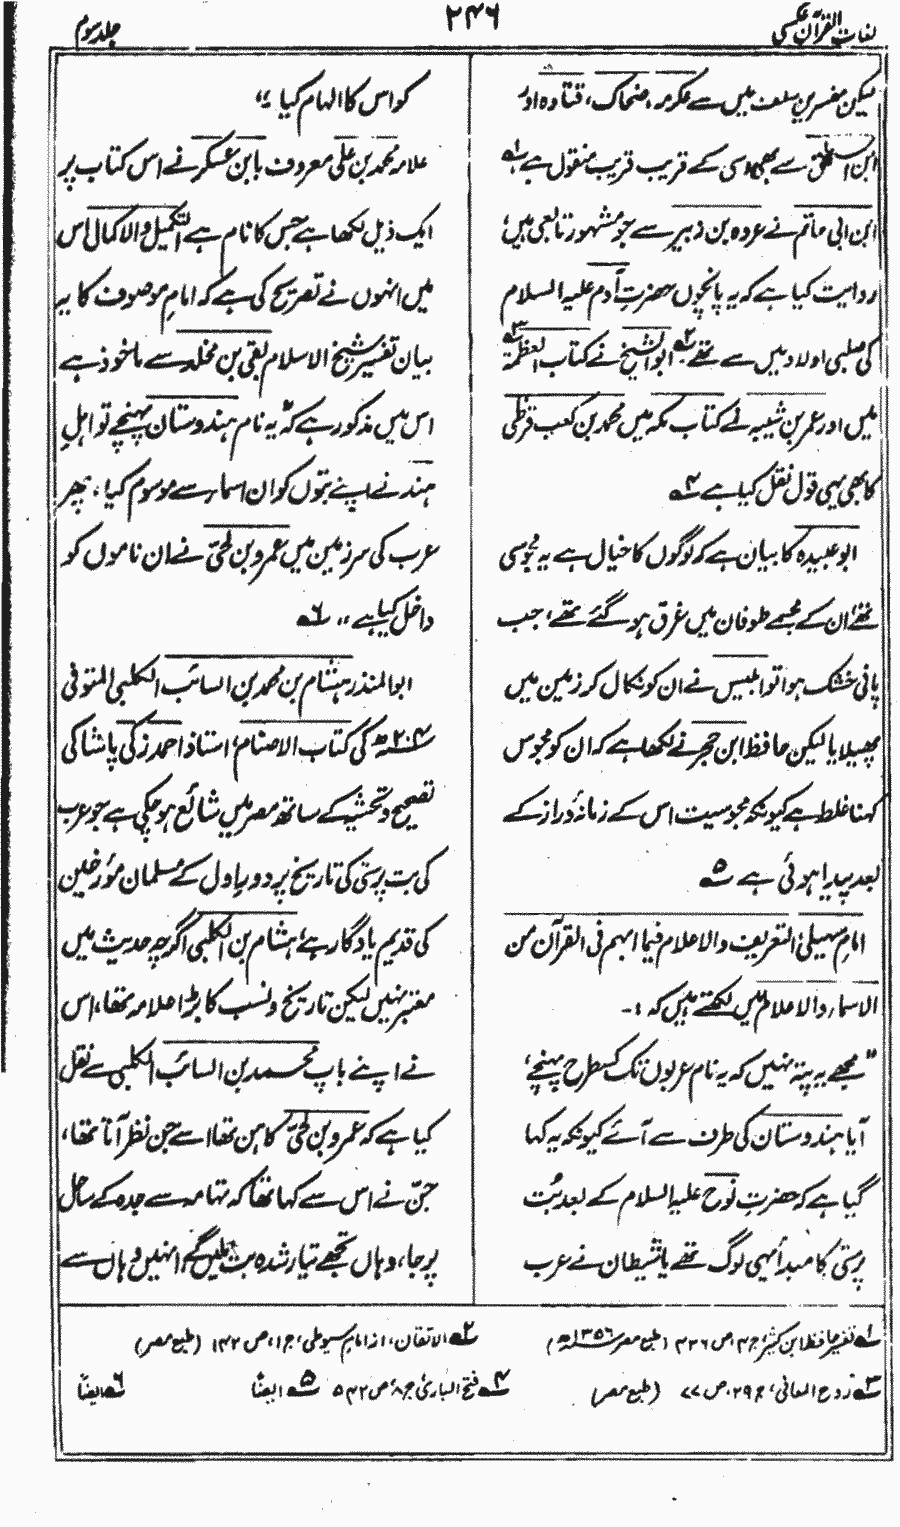 لغات القرآن عکسی
۲۴۶
جلد سوم
لیکن مفسرین سلف میں سے عکرمہ، ضحاک، قتادہ اور
ابن اسحٰق سے بھی اسی کے قریب قریب منقول ہے ۱؎
ابن ابی حاتم نے عروہ بن زبیر سے جو مشہور تابعی ہیں،
روایت کیا ہے کہ یہ پانچوں حضرت آدم علیہ السلام
کی صلبی اولاد میں سے تھے ۲؎ ابوالشیخ نے کتاب العظمۃ ۳؎
میں اور عمر بن شیبہ نے کتاب مکہ میں محمد بن کعب قرظی
کا بھی یہی قول نقل کیا ہے ۴؎
ابو عبیدہ کا بیان ہے کہ لوگوں کا خیال ہے یہ مجوسی
تھے، ان کے مجسمے طوفان میں غرق ہو گئے تھے، جب
پانی خشک ہوا تو ابلیس نے ان کو نکال کر زمین میں
پھیلایا لیکن حافظ ابن حجر نے لکھا ہے کہ ان کو مجوس
کہنا غلط ہے کیونکہ مجوسیت اس کے زمانۂ دراز کے
بعد پیدا ہوئی ہے ۵؎
امام سہیلی، التعریف والاعلام فیما ابہم فی القرآن من
الاسماء والاعلام میں لکھتے ہیں کہ :۔
”مجھے یہ پتہ نہیں کہ یہ نام عربوں تک کس طرح پہنچے،
آیا ہندوستان کی طرف سے آئے کیونکہ یہ کہا
گیا ہے کہ حضرت نوح علیہ السلام کے بعد بُت
پرستی کا مبدأ یہی لوگ تھے یا شیطان نے عرب
کو اس کا الہام کیا“
علامہ محمد بن علی معروف بابن عسکر نے اس کتاب پر
ایک ذیل لکھا ہے جس کا نام ہے التکمیل والاکمال اس
میں انہوں نے تصریح کی ہے کہ امام موصوف کا یہ
بیان تفسیر شیخ الاسلام بقی بن مخلد سے ماخوذ ہے
اس میں مذکور ہے کہ ”یہ نام ہندوستان پہنچے تو اہلِ
ہند نے اپنے بتوں کو ان اسماء سے موسوم کیا، پھر
عرب کی سرزمین میں عمرو بن لحیّ نے ان ناموں کو
داخل کیا ہے“ ۶؎
ابو المنذر ہشام بن محمد بن السائب الکلبی المتوفی
۲۰۴ھ کی کتاب الاصنام، استاذ احمد زکی پاشا کی
تصحیح و تحشیہ کے ساتھ مصر میں شائع ہو چکی ہے جو عرب
کی بت پرستی کی تاریخ پر دورِ اول کے مسلمان مؤرخین
کی قدیم یادگار ہے، ہشام بن الکلبی اگرچہ حدیث میں
معتبر نہیں لیکن تاریخ و نسب کا بڑا علامہ تھا، اس
نے اپنے باپ محمد بن السائب الکلبی سے نقل
کیا ہے کہ عمرو بن لحیّ کاہن تھا اسے جن نظر آتا تھا،
جنّ نے اس سے کہا تھا کہ تہامہ سے جدہ کے ساحل
پر جا، وہاں تجھے تیار شدہ بت ملیں گے، انہیں وہاں سے
۱؎ تفسیر حافظ ابن کثیر، ج ۴، ص ۴۲۶ (طبع مصر ۱۳۵۶ھ)
۲؎ الاتقان، از امام سیوطی، ج ۱، ص ۱۴۲ (طبع مصر)
۳؎ روح المعانی، ج ۲۹، ص ۷۷ (طبع مصر)
۴؎ فتح الباری، ج ۸، ص ۵۴۲
۵؎ ایضاً
۶؎ ایضاً